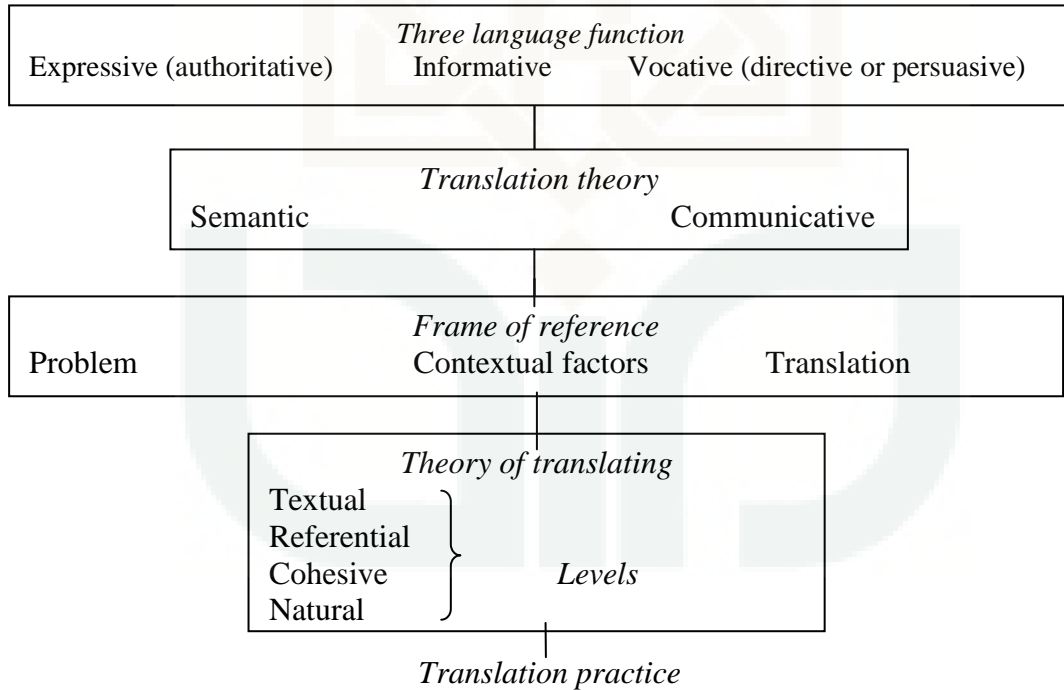 Three language function
Expressive (authoritative) Informative Vocative (directive or persuasive)
Translation theory
Semantic Communicative
Frame of reference
Problem Contextual factors Translation
Theory of translating
Textual
Referential
Cohesive Levels
Natural
Translation practice